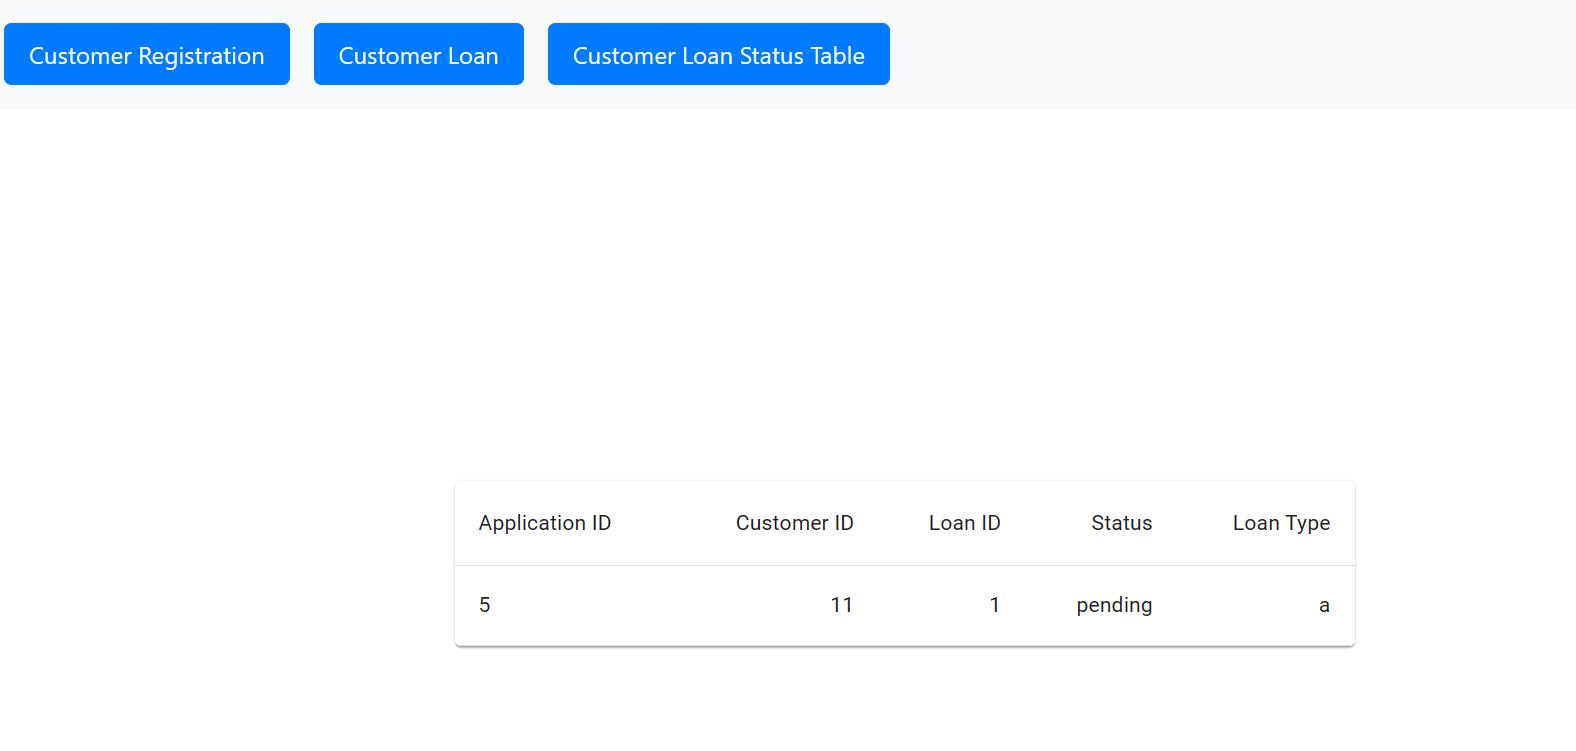 Customer Registration Customer Loan Customer Loan Status Table
Application ID Customer ID Loan ID Status Loan Type
5 11 1 pending a